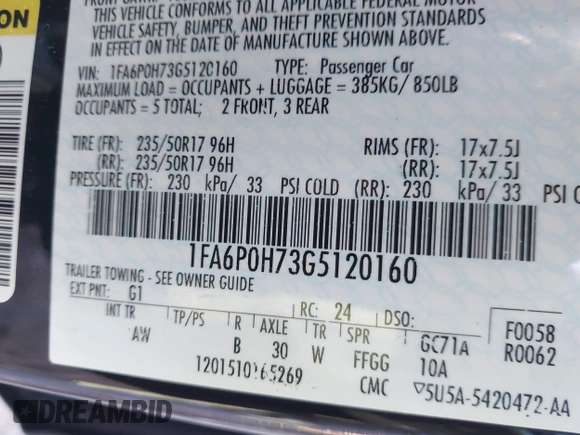 THIS VEHICLE CONFORMS TO ALL APPLICABLE FEDERAL MOTOR
VEHICLE SAFETY, BUMPER, AND THEFT PREVENTION STANDARDS
IN EFFECT ON THE DATE OF MANUFACTURE SHOWN ABOVE.
VIN: 1FA6P0H73G5120160 TYPE: Passenger Car
MAXIMUM LOAD = OCCUPANTS + LUGGAGE = 385KG/ 850LB
OCCUPANTS = 5 TOTAL; 2 FRONT, 3 REAR
TIRE (FR): 235/50R17 96H RIMS (FR): 17x7.5J
(RR): 235/50R17 96H (RR): 17x7.5J
PRESSURE (FR): 230 kPa/ 33 PSI COLD (RR): 230 kPa/ 33 PSI
1FA6P0H73G5120160
TRAILER TOWING - SEE OWNER GUIDE
EXT PNT: G1 RC: 24 DSO:
INT TR TP/PS R AXLE TR SPR GC71A F0058
AW B 30 W FFGG 10A R0062
CMC ▽5U5A-5420472-AA
DREAMBID